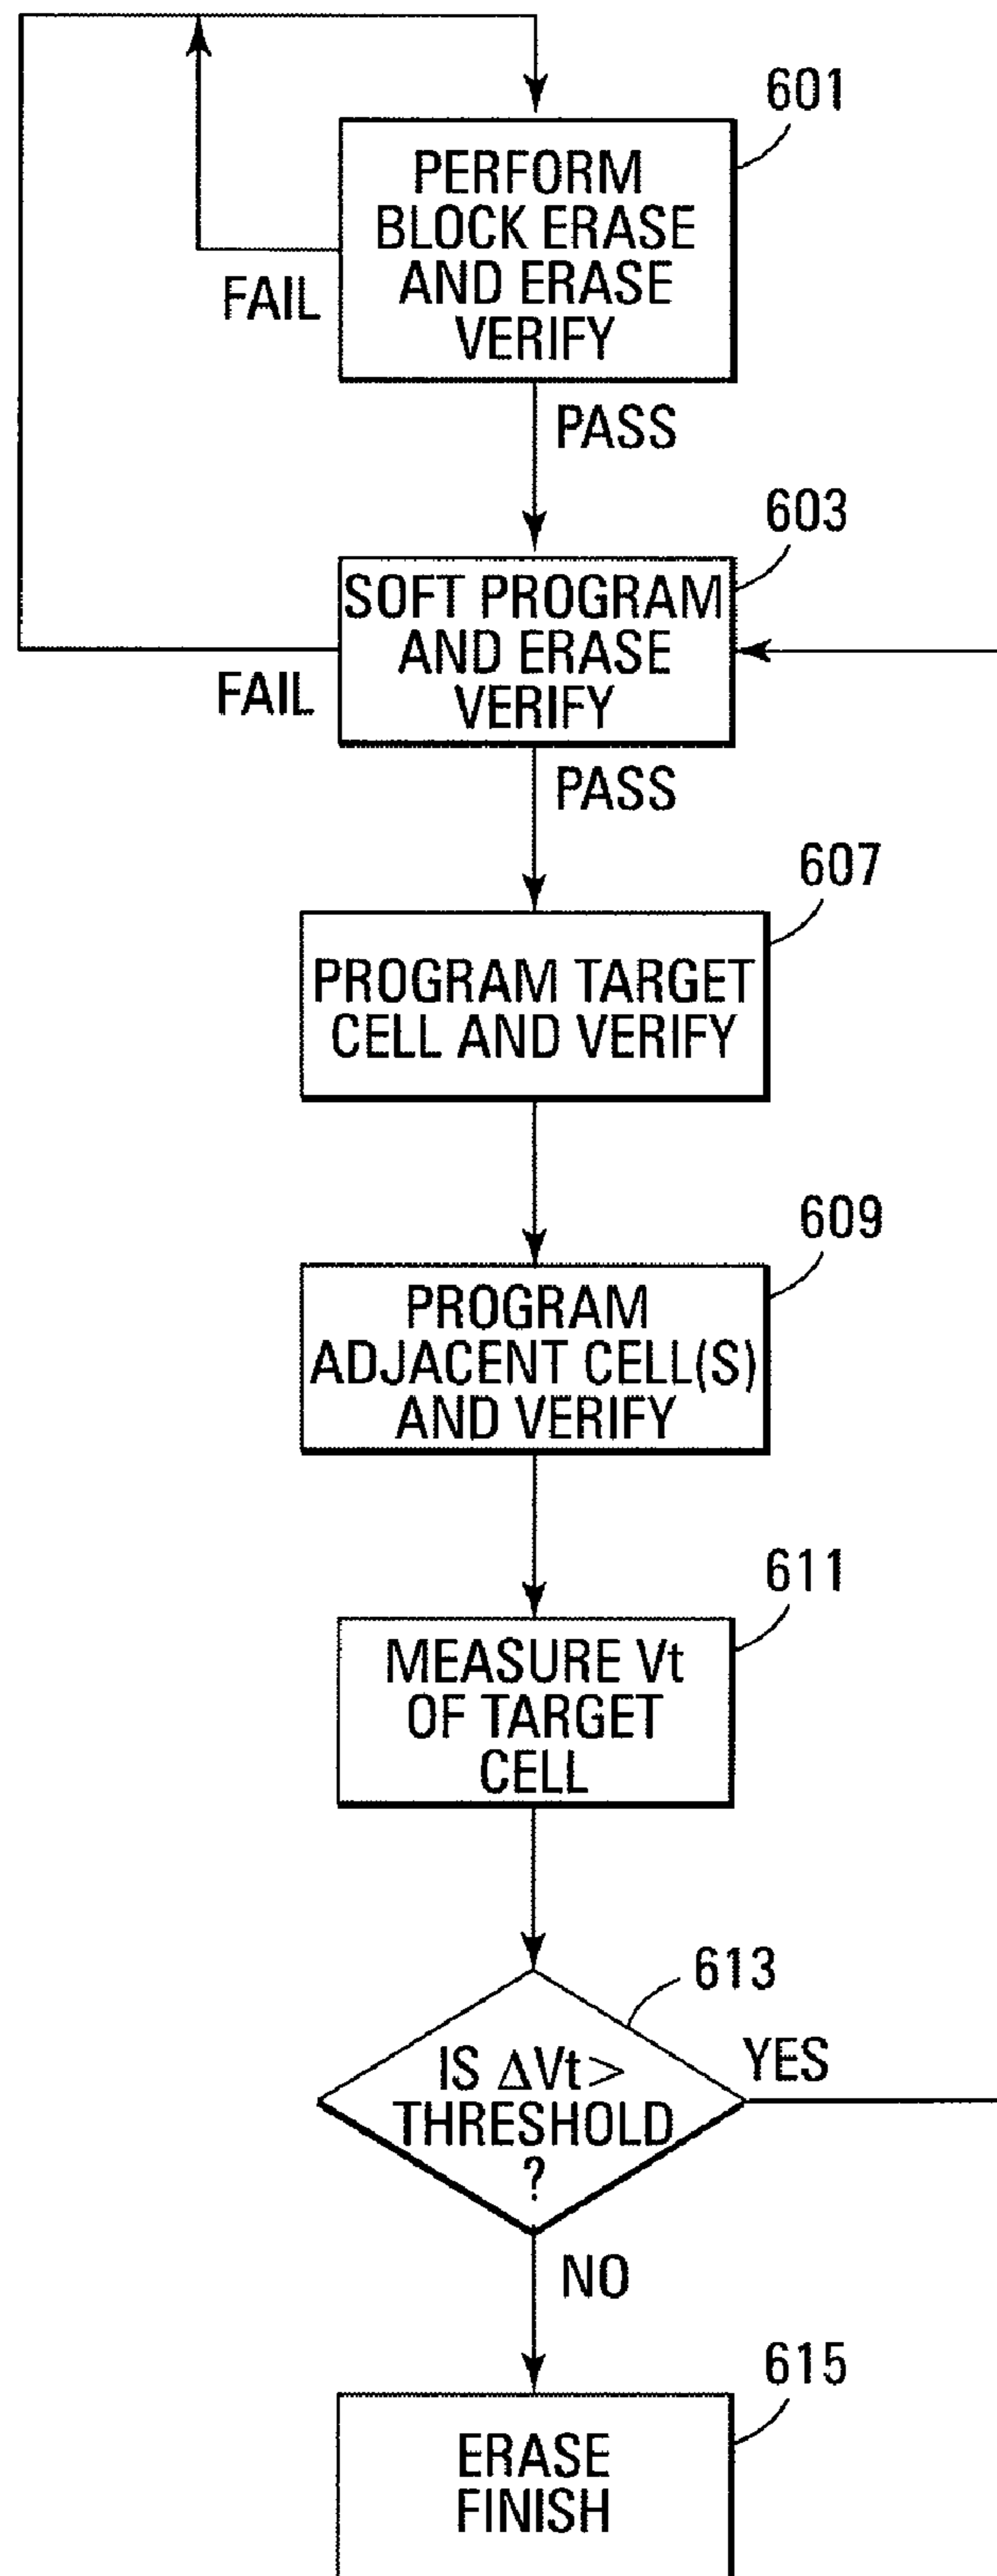 601
PERFORM
BLOCK ERASE
AND ERASE
VERIFY
FAIL
PASS
603
SOFT PROGRAM
AND ERASE
VERIFY
FAIL
PASS
607
PROGRAM TARGET
CELL AND VERIFY
609
PROGRAM
ADJACENT CELL(S)
AND VERIFY
611
MEASURE Vt
OF TARGET
CELL
613
IS ΔVt>
THRESHOLD
?
YES
NO
615
ERASE
FINISH